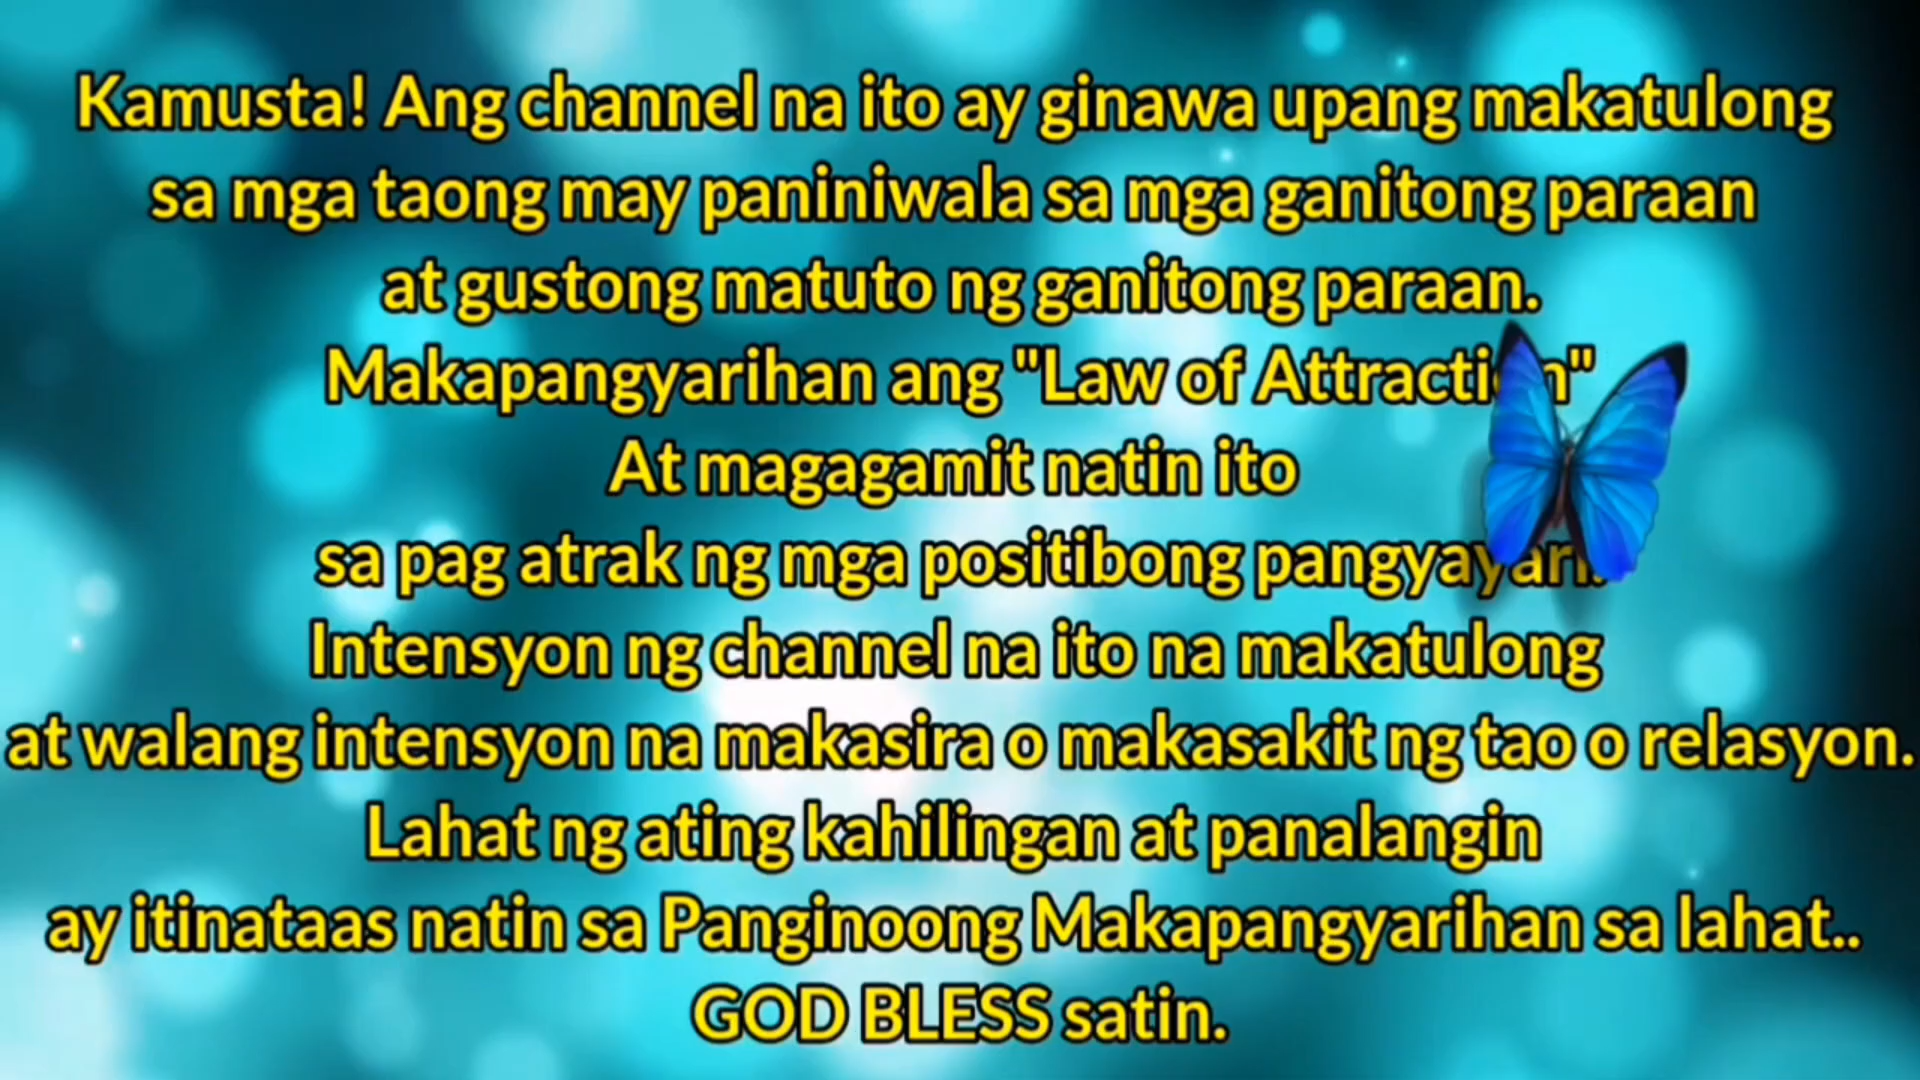 Kamusta! Ang channel na ito ay ginawa upang makatulong
sa mga taong may paniniwala sa mga ganitong paraan
at gustong matuto ng ganitong paraan.
Makapangyarihan ang "Law of Attraction"
At magagamit natin ito
sa pag atrak ng mga positibong pangyayari.
Intensyon ng channel na ito na makatulong
at walang intensyon na makasira o makasakit ng tao o relasyon.
Lahat ng ating kahilingan at panalangin
ay itinataas natin sa Panginoong Makapangyarihan sa lahat..
GOD BLESS satin.